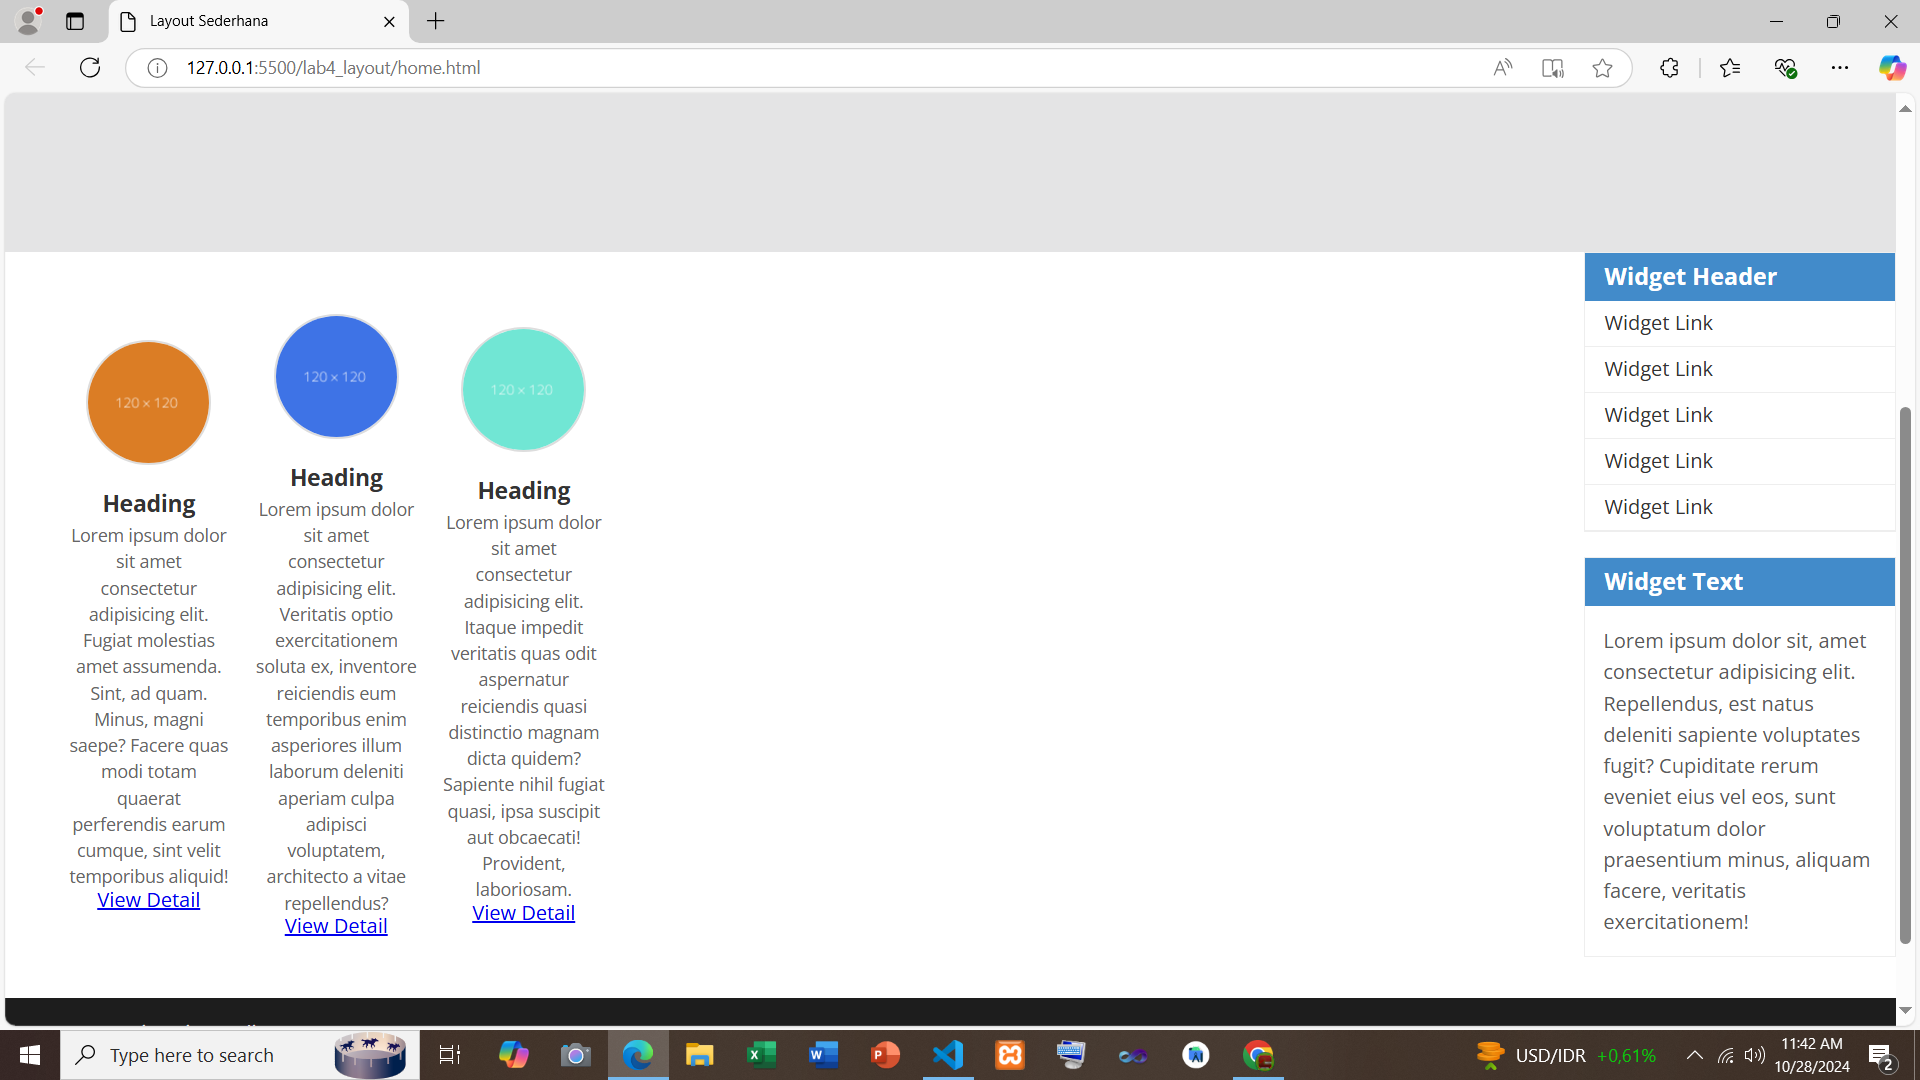 Layout Sederhana
127.0.0.1:5500/lab4_layout/home.html
120 × 120
Heading
Lorem ipsum dolor
sit amet
consectetur
adipisicing elit.
Fugiat molestias
amet assumenda.
Sint, ad quam.
Minus, magni
saepe? Facere quas
modi totam
quaerat
perferendis earum
cumque, sint velit
temporibus aliquid!
View Detail
120 × 120
Heading
Lorem ipsum dolor
sit amet
consectetur
adipisicing elit.
Veritatis optio
exercitationem
soluta ex, inventore
reiciendis eum
temporibus enim
asperiores illum
laborum deleniti
aperiam culpa
adipisci
voluptatem,
architecto a vitae
repellendus?
View Detail
120 × 120
Heading
Lorem ipsum dolor
sit amet
consectetur
adipisicing elit.
Itaque impedit
veritatis quas odit
aspernatur
reiciendis quasi
distinctio magnam
dicta quidem?
Sapiente nihil fugiat
quasi, ipsa suscipit
aut obcaecati!
Provident,
laboriosam.
View Detail
Widget Header
Widget Link
Widget Link
Widget Link
Widget Link
Widget Link
Widget Text
Lorem ipsum dolor sit, amet
consectetur adipisicing elit.
Repellendus, est natus
deleniti sapiente voluptates
fugit? Cupiditate rerum
eveniet eius vel eos, sunt
voluptatum dolor
praesentium minus, aliquam
facere, veritatis
exercitationem!
Type here to search
USD/IDR +0,61%
11:42 AM
10/28/2024
2